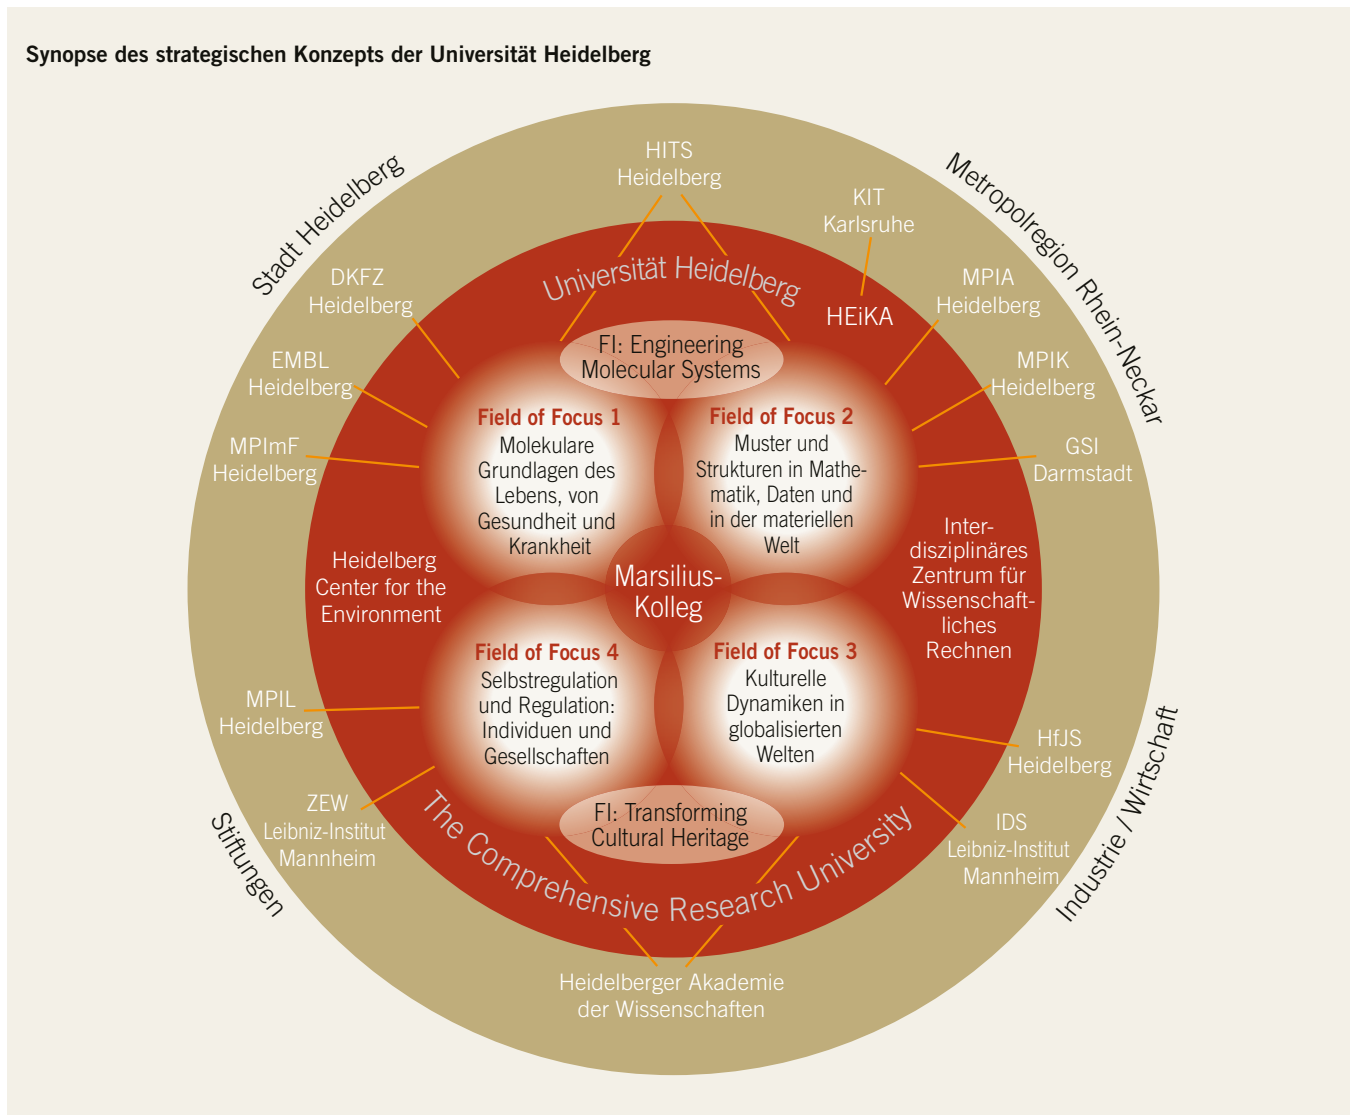 Synopse des strategischen Konzepts der Universität Heidelberg
Stadt Heidelberg
Metropolregion Rhein-Neckar
HITS
Heidelberg
KIT
Karlsruhe
HEiKA
DKFZ
Heidelberg
MPIA
Heidelberg
EMBL
Heidelberg
MPIK
Heidelberg
MPImF
Heidelberg
GSI
Darmstadt
Universität Heidelberg
FI: Engineering
Molecular Systems
Field of Focus 1
Molekulare
Grundlagen des
Lebens, von
Gesundheit und
Krankheit
Field of Focus 2
Muster und
Strukturen in Mathe-
matik, Daten und
in der materiellen
Welt
Heidelberg
Center for the
Environment
Marsilius-
Kolleg
Inter-
disziplinäres
Zentrum für
Wissenschaft-
liches
Rechnen
Field of Focus 4
Selbstregulation
und Regulation:
Individuen und
Gesellschaften
Field of Focus 3
Kulturelle
Dynamiken in
globalisierten
Welten
FI: Transforming
Cultural Heritage
MPIL
Heidelberg
HfJS
Heidelberg
ZEW
Leibniz-Institut
Mannheim
IDS
Leibniz-Institut
Mannheim
The Comprehensive Research University
Heidelberger Akademie
der Wissenschaften
Stiftungen
Industrie / Wirtschaft